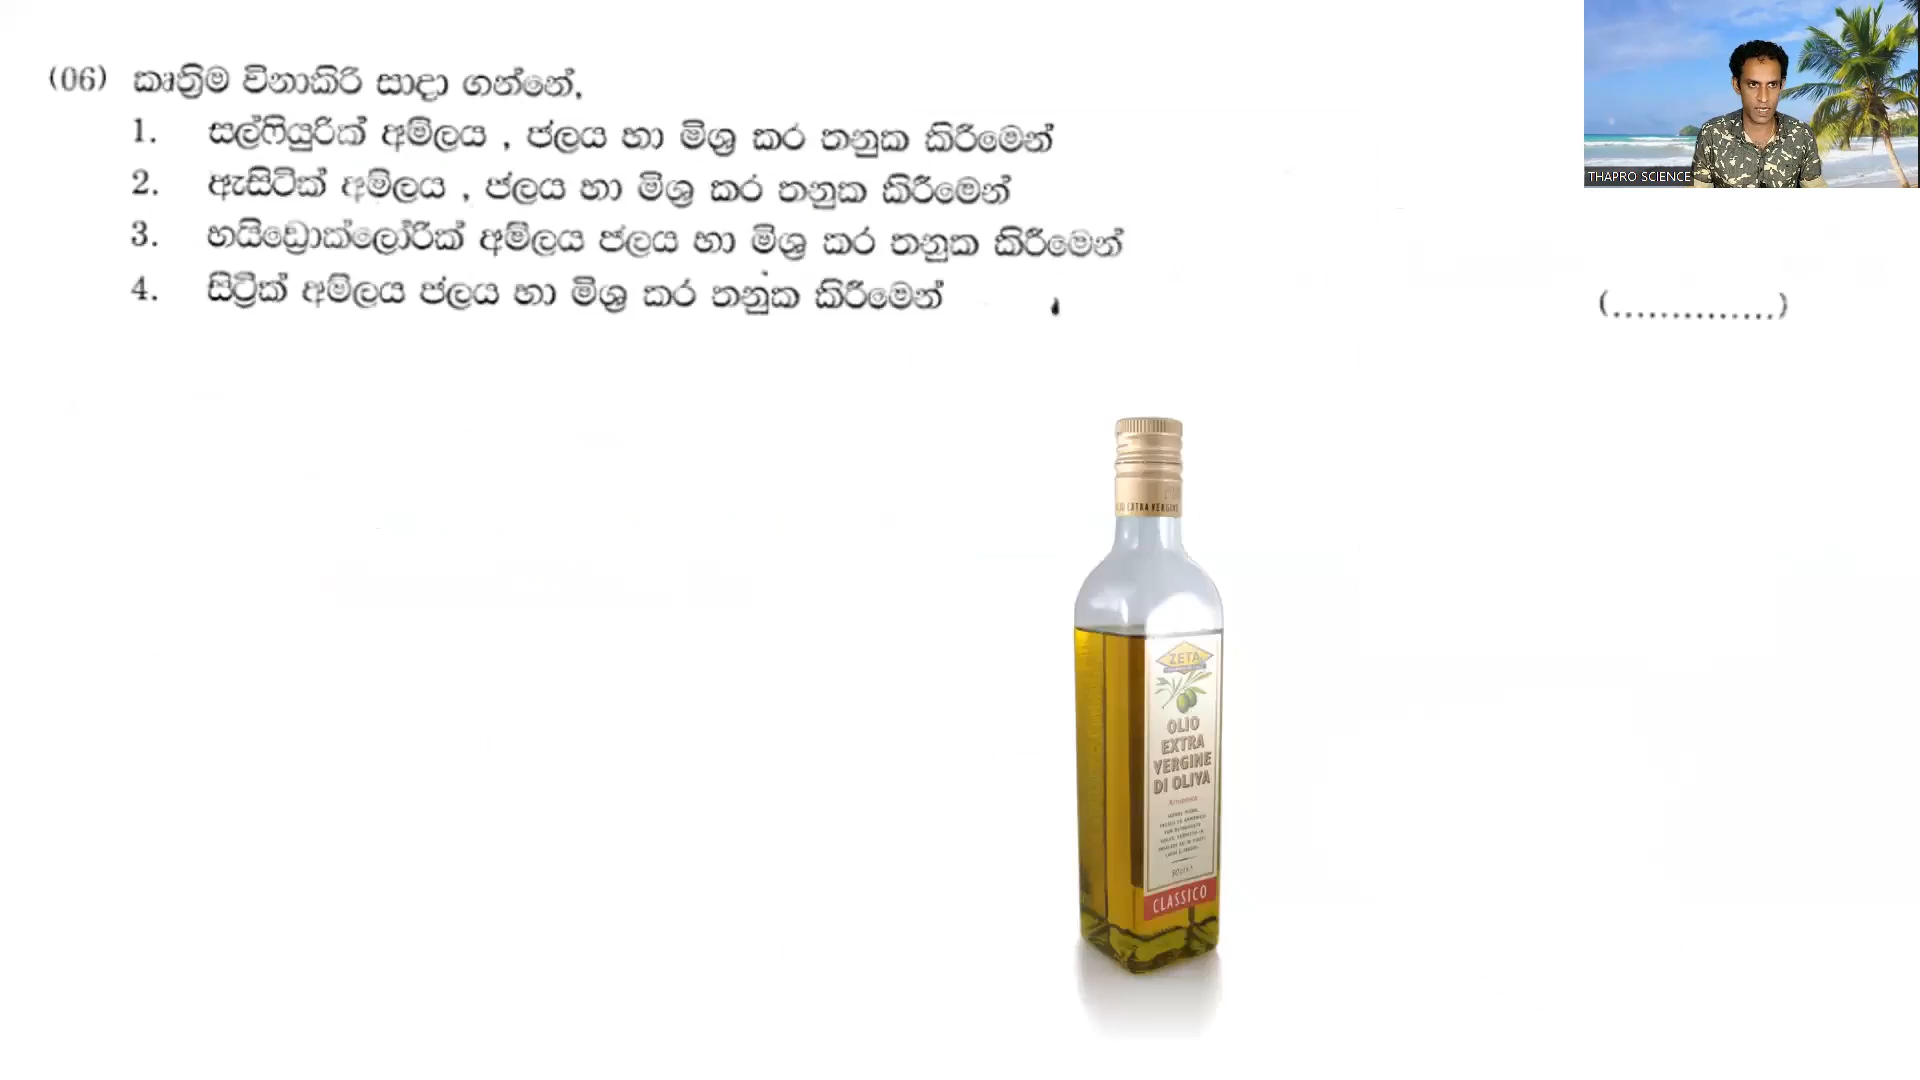 (06) කෘත්‍රිම විනාකිරි සාදා ගන්නේ,
1. සල්ෆියුරික් අම්ලය , ජලය හා මිශ්‍ර කර තනුක කිරීමෙන්
2. ඇසිටික් අම්ලය , ජලය හා මිශ්‍ර කර තනුක කිරීමෙන්
3. හයිඩ්‍රොක්ලෝරික් අම්ලය ජලය හා මිශ්‍ර කර තනුක කිරීමෙන්
4. සිට්‍රික් අම්ලය ජලය හා මිශ්‍ර කර තනුක කිරීමෙන්
(..............)
THAPRO SCIENCE
EXTRA VERGINE
ZETA
OLIO
EXTRA
VERGINE
DI OLIVA
CLASSICO